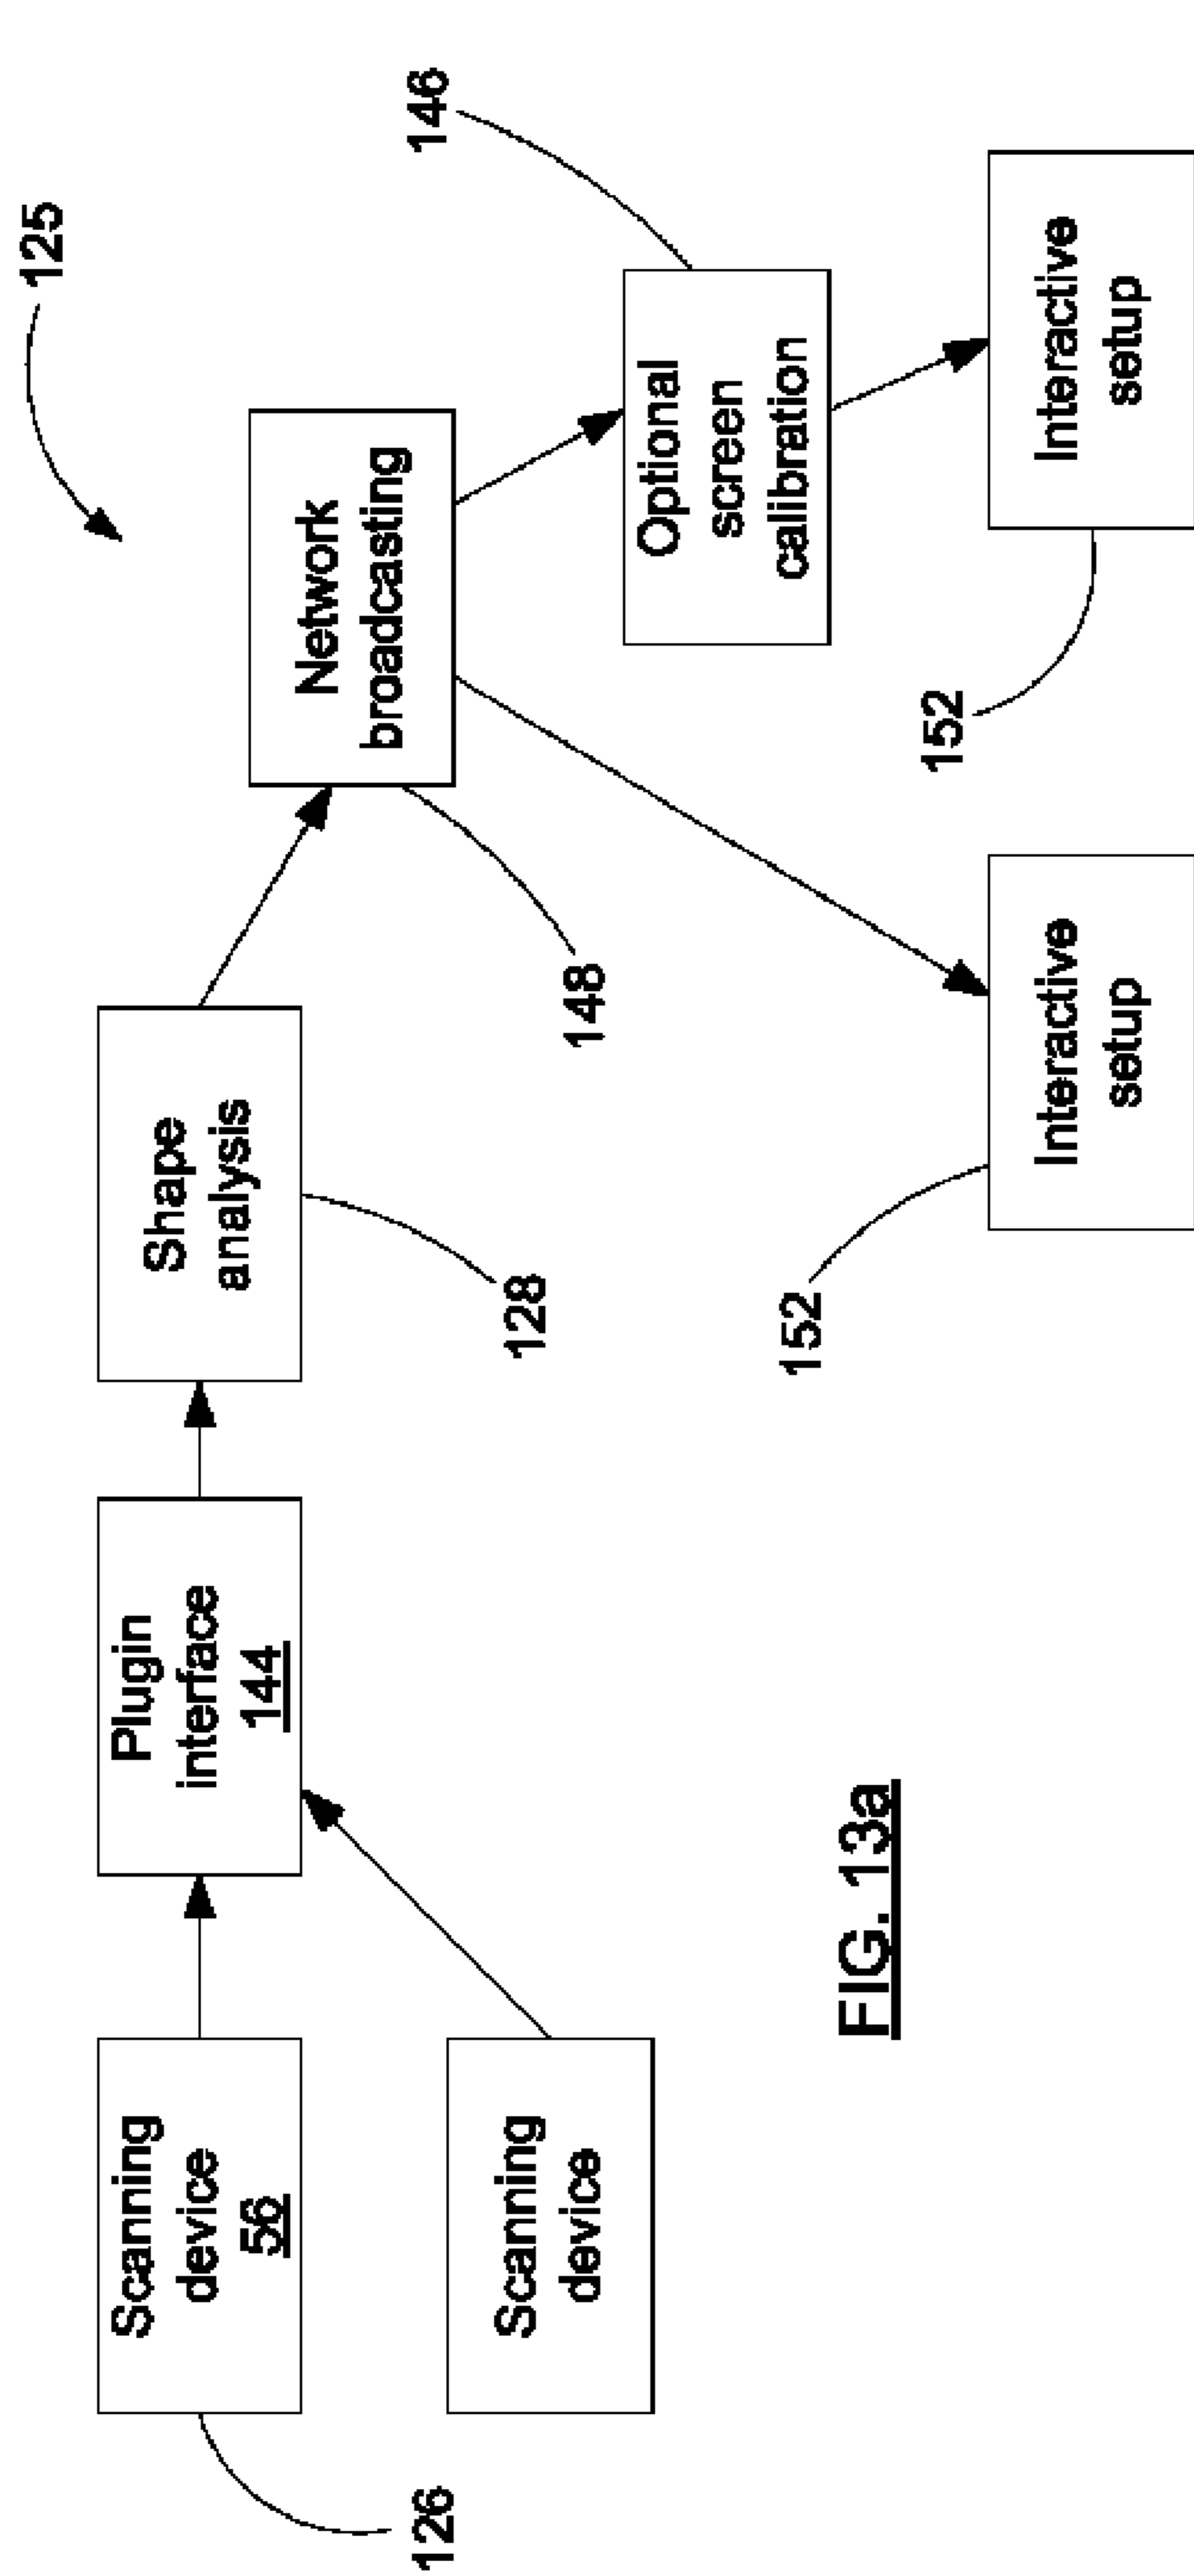 125
146
Network
broadcasting
148
Optional
screen
calibration
Interactive
setup
152
Interactive
setup
152
Shape
analysis
128
Plugin
interface
144
Scanning
device
56
126
Scanning
device
FIG. 13a